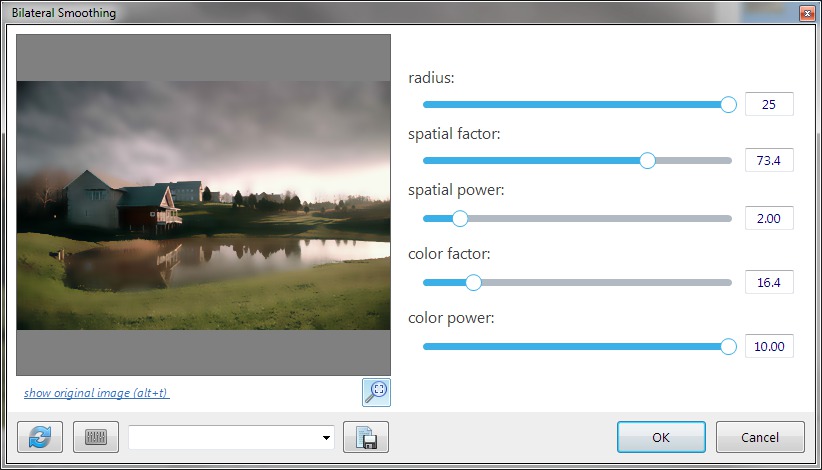 Bilateral Smoothing
radius:
25
spatial factor:
73.4
spatial power:
2.00
color factor:
16.4
color power:
10.00
show original image (alt+t)
OK
Cancel